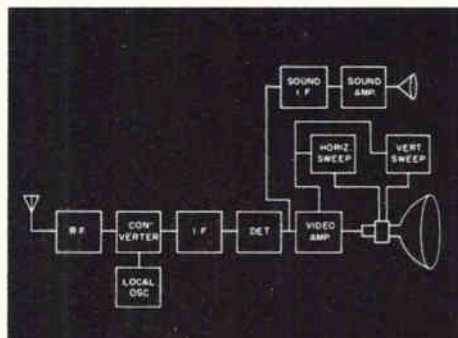 SOUND
I.F
SOUND
AMP.
HORIZ
SWEEP
VERT.
SWEEP
R.F.
CON-
VERTER
I.F
DET
VIDEO
AMP
LOCAL
OSC